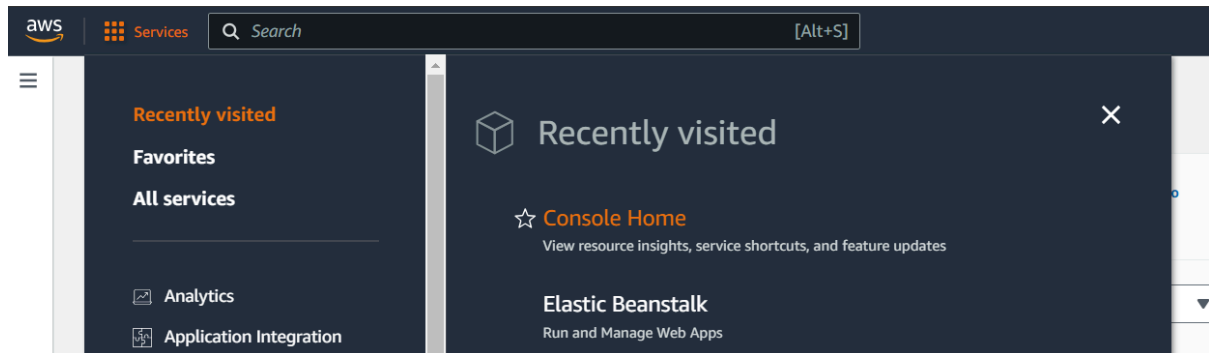 aws
Services
Search
[Alt+S]
Recently visited
Favorites
All services
Analytics
Application Integration
Recently visited
Console Home
View resource insights, service shortcuts, and feature updates
Elastic Beanstalk
Run and Manage Web Apps